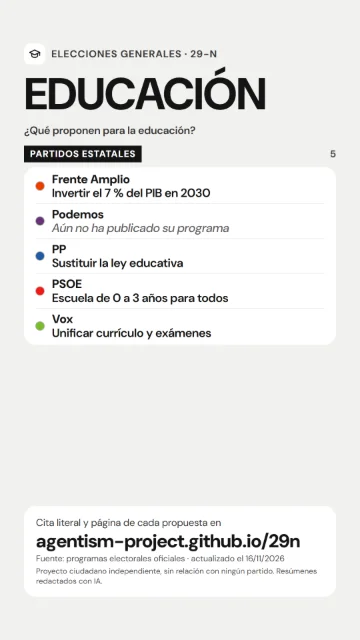 ELECCIONES GENERALES · 29-N
EDUCACIÓN
¿Qué proponen para la educación?
PARTIDOS ESTATALES
5
Frente Amplio
Invertir el 7 % del PIB en 2030
Podemos
Aún no ha publicado su programa
PP
Sustituir la ley educativa
PSOE
Escuela de 0 a 3 años para todos
Vox
Unificar currículo y exámenes
Cita literal y página de cada propuesta en
agentism-project.github.io/29n
Fuente: programas electorales oficiales · actualizado el 16/11/2026
Proyecto ciudadano independiente, sin relación con ningún partido. Resúmenes
redactados con IA.